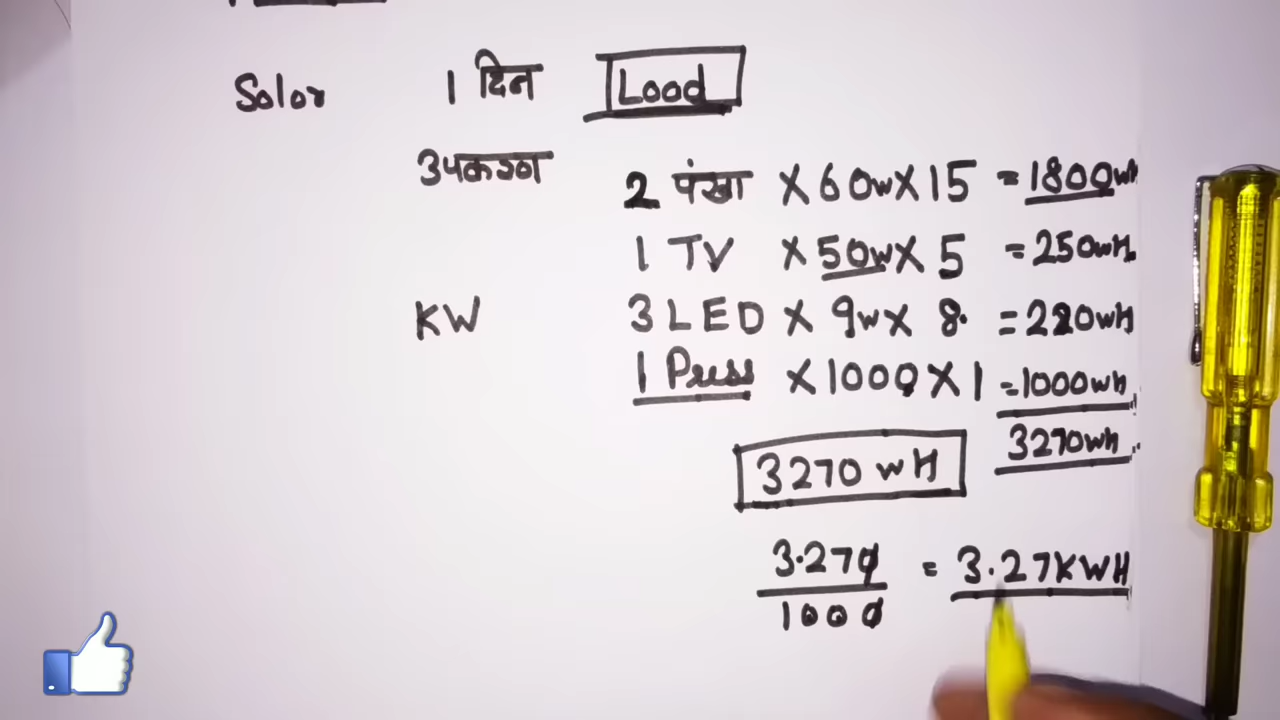 Solor 1 दिन Lood
उपकरण
2 पंखा X 60w X 15 = 1800wh
1 TV X 50w X 5 = 250wH
KW 3 LED X 9w X 8. = 220wH
1 Press X 1000 X 1 = 1000wh
3270wh
3270 wH
3.270 = 3.27KWH
1000